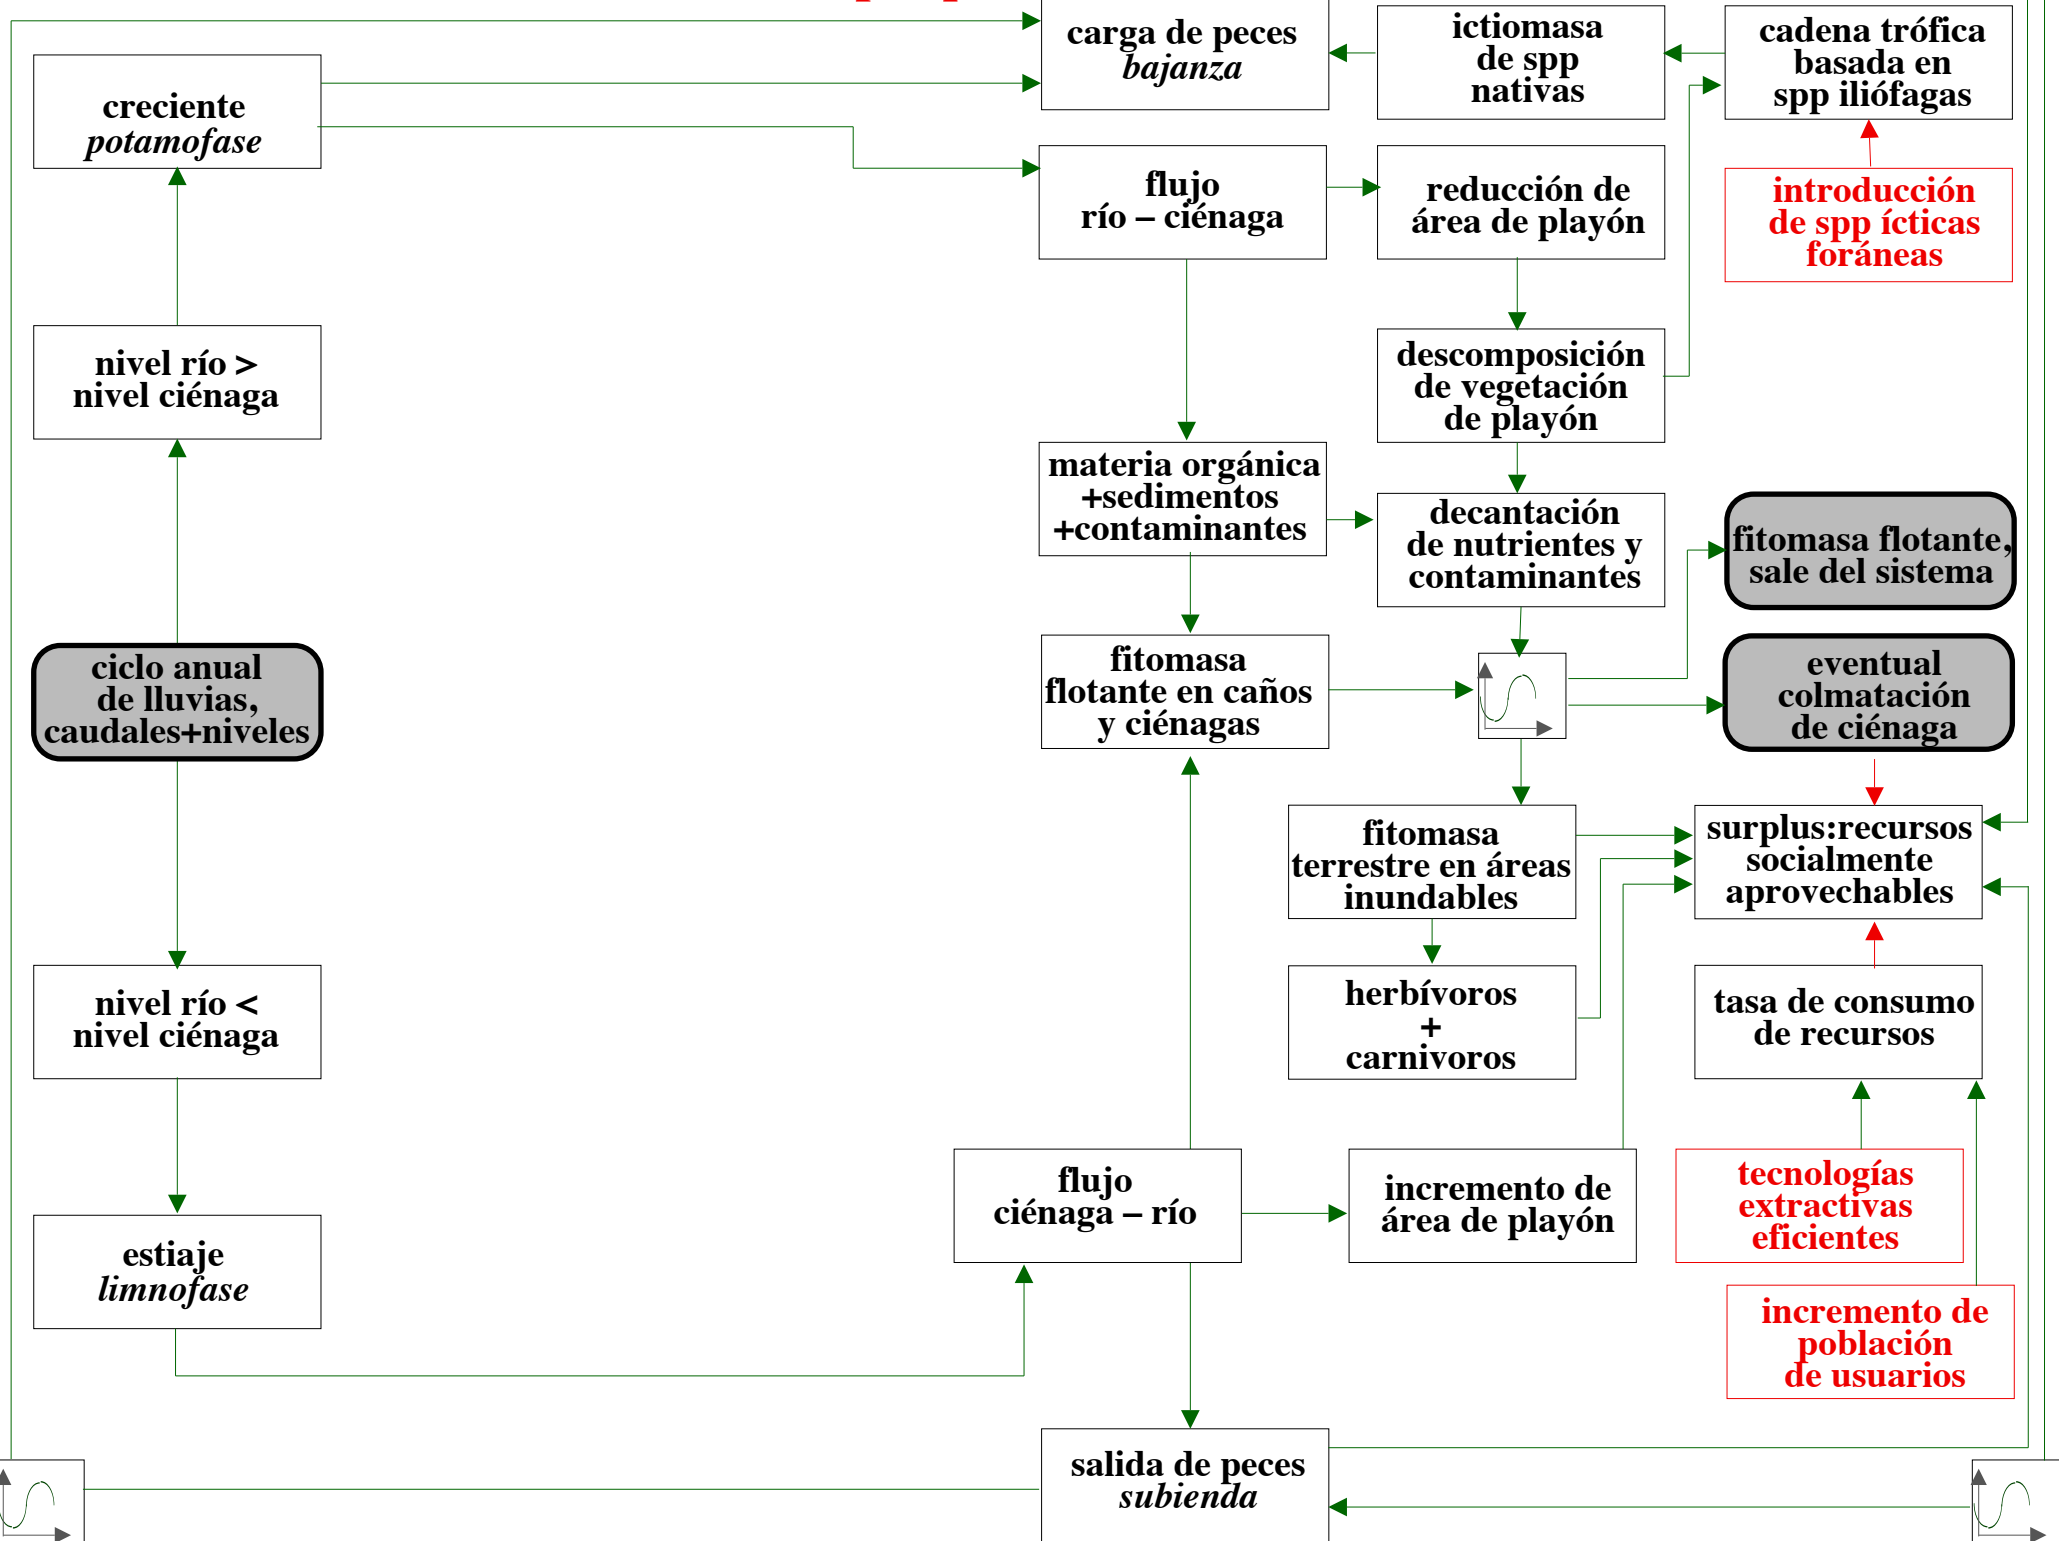 carga de peces
bajanza
ictiomasa
de spp
nativas
cadena trófica
basada en
spp iliófagas
creciente
potamofase
flujo
río – ciénaga
reducción de
área de playón
introducción
de spp ícticas
foráneas
nivel río >
nivel ciénaga
descomposición
de vegetación
de playón
materia orgánica
+sedimentos
+contaminantes
decantación
de nutrientes y
contaminantes
fitomasa flotante,
sale del sistema
ciclo anual
de lluvias,
caudales+niveles
fitomasa
flotante en caños
y ciénagas
eventual
colmatación
de ciénaga
fitomasa
terrestre en áreas
inundables
surplus:recursos
socialmente
aprovechables
nivel río <
nivel ciénaga
herbívoros
+
carnivoros
tasa de consumo
de recursos
flujo
ciénaga – río
incremento de
área de playón
tecnologías
extractivas
eficientes
estiaje
limnofase
incremento de
población
de usuarios
salida de peces
subienda